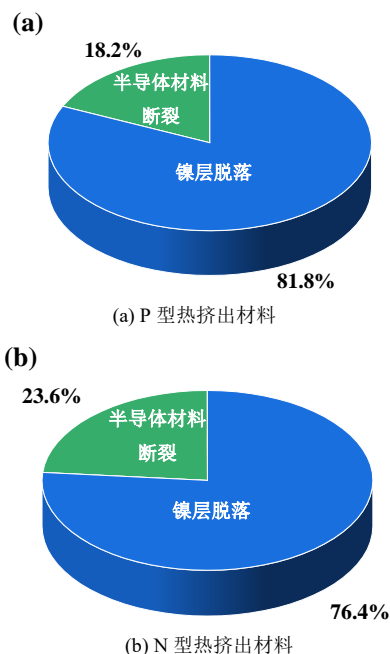 (a)
18.2%
半导体材料
断裂
镍层脱落
81.8%
(a) P 型热挤出材料
(b)
23.6%
半导体材料
断裂
镍层脱落
76.4%
(b) N 型热挤出材料